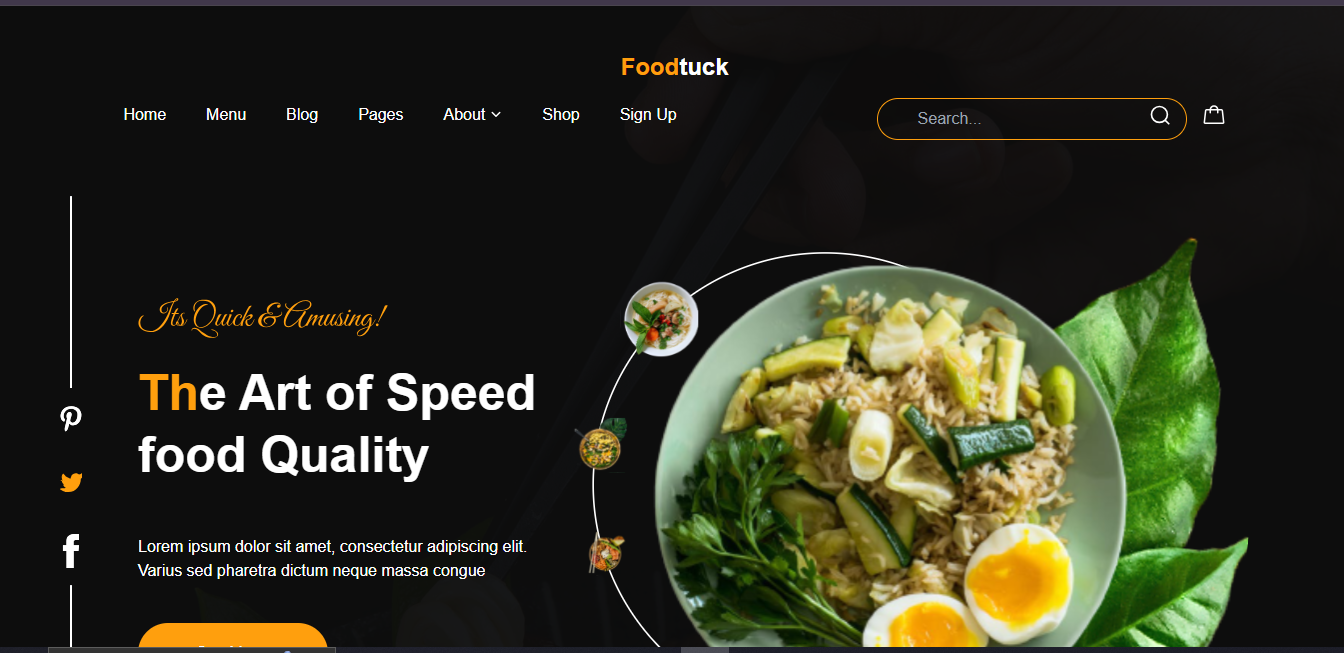 Foodtuck
Home Menu Blog Pages About Shop Sign Up Search...
Its Quick & Amusing!
The Art of Speed
food Quality
Lorem ipsum dolor sit amet, consectetur adipiscing elit.
Varius sed pharetra dictum neque massa congue